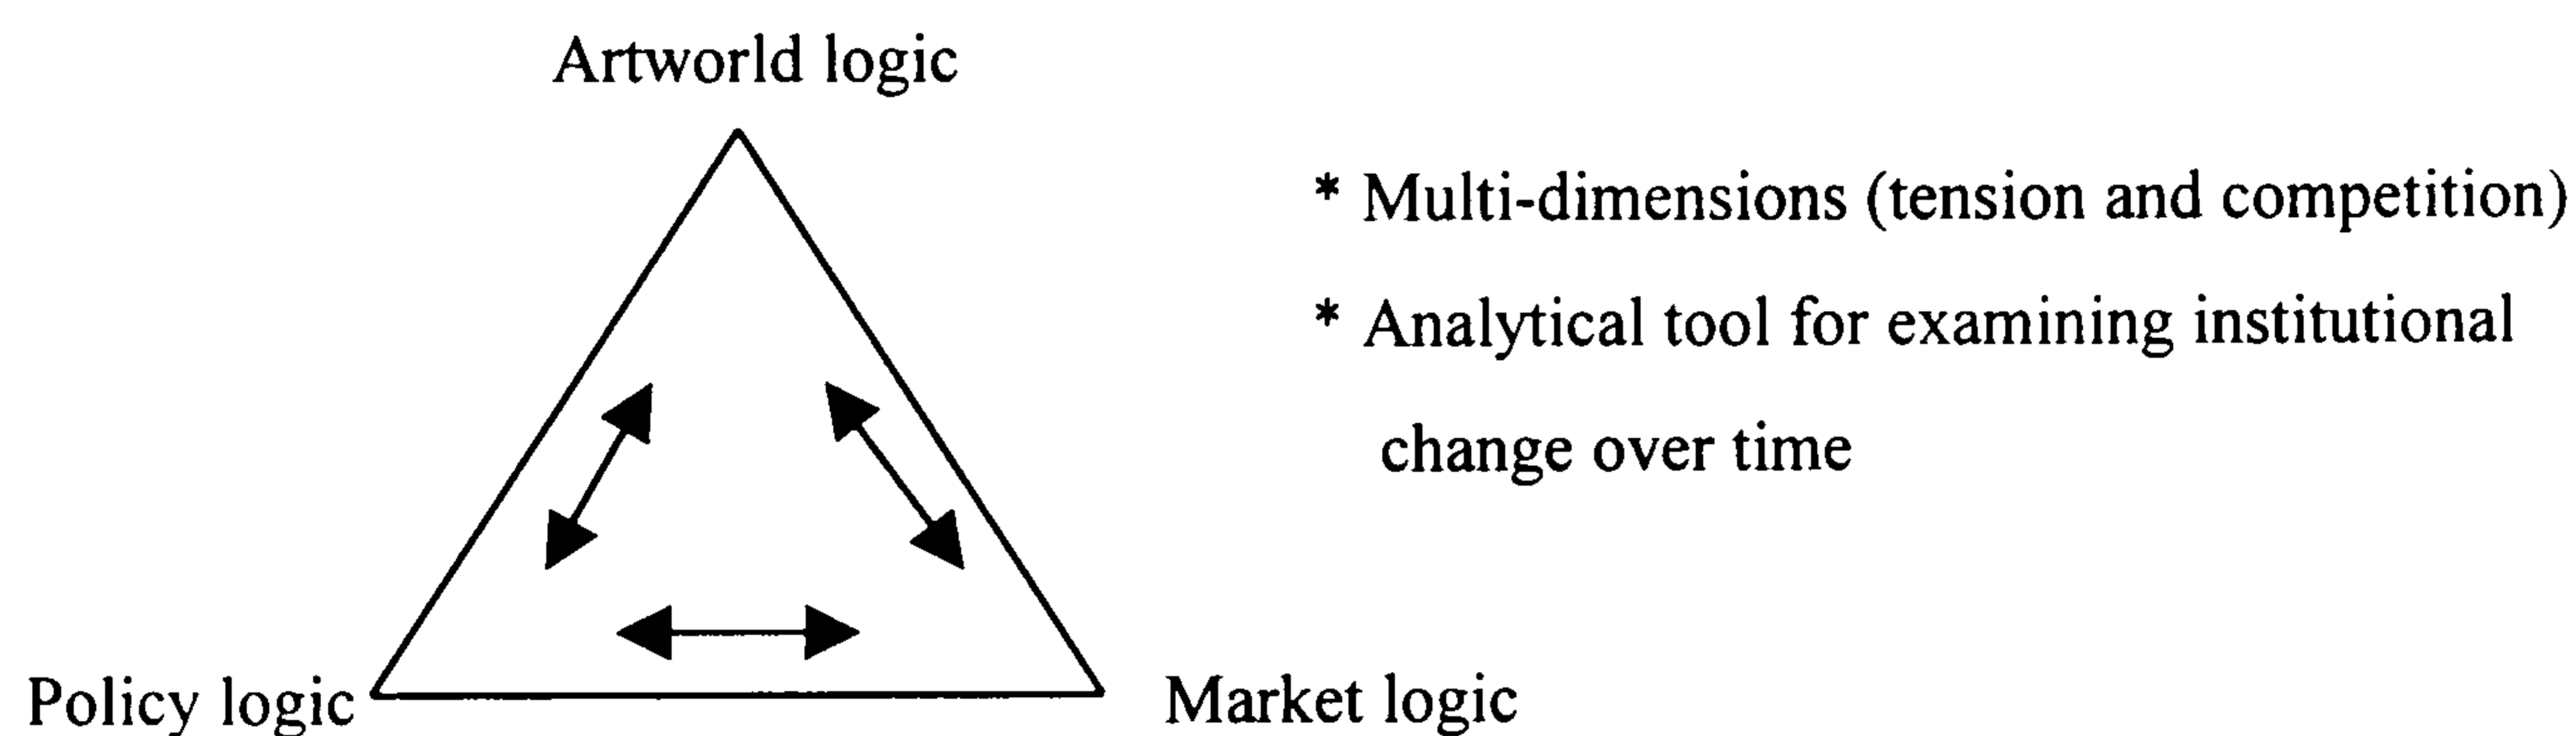 Artworld logic
* Multi-dimensions (tension and competition)
* Analytical tool for examining institutional
change over time
Policy logic
Market logic